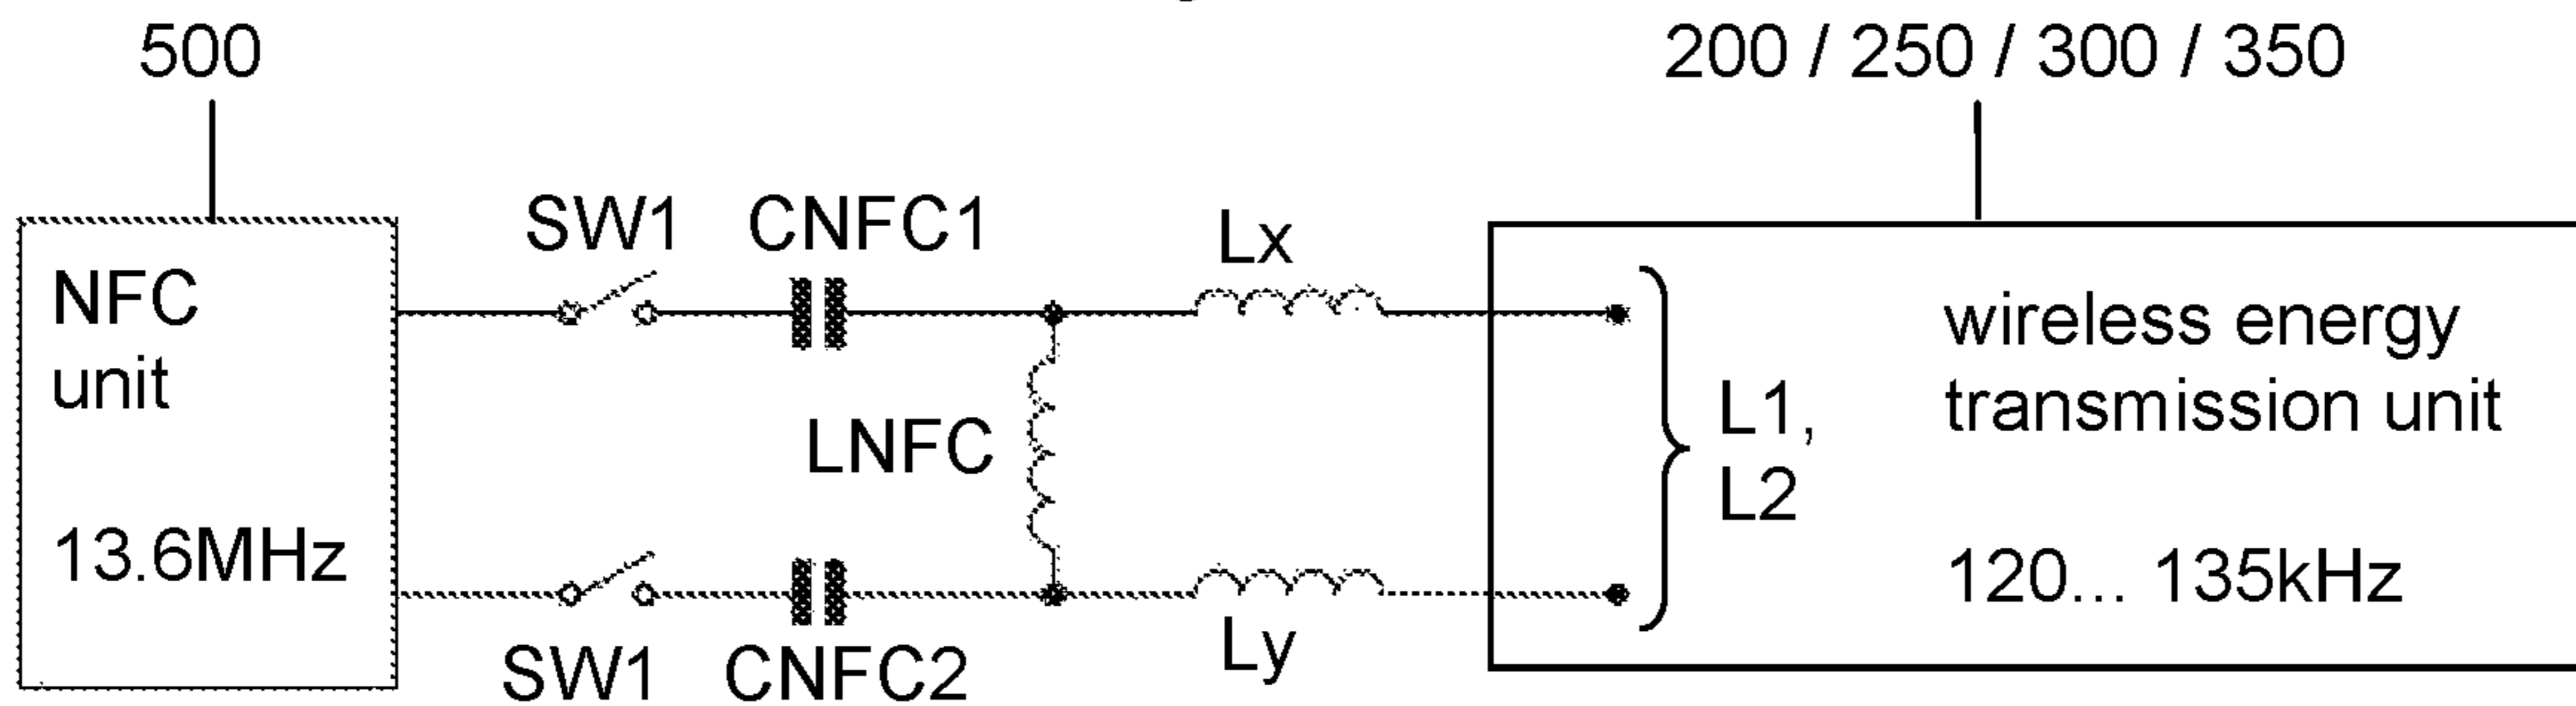 500
200 / 250 / 300 / 350
SW1
CNFC1
Lx
NFC
unit
13.6MHz
LNFC
L1,
L2
wireless energy
transmission unit
120... 135kHz
SW1
CNFC2
Ly